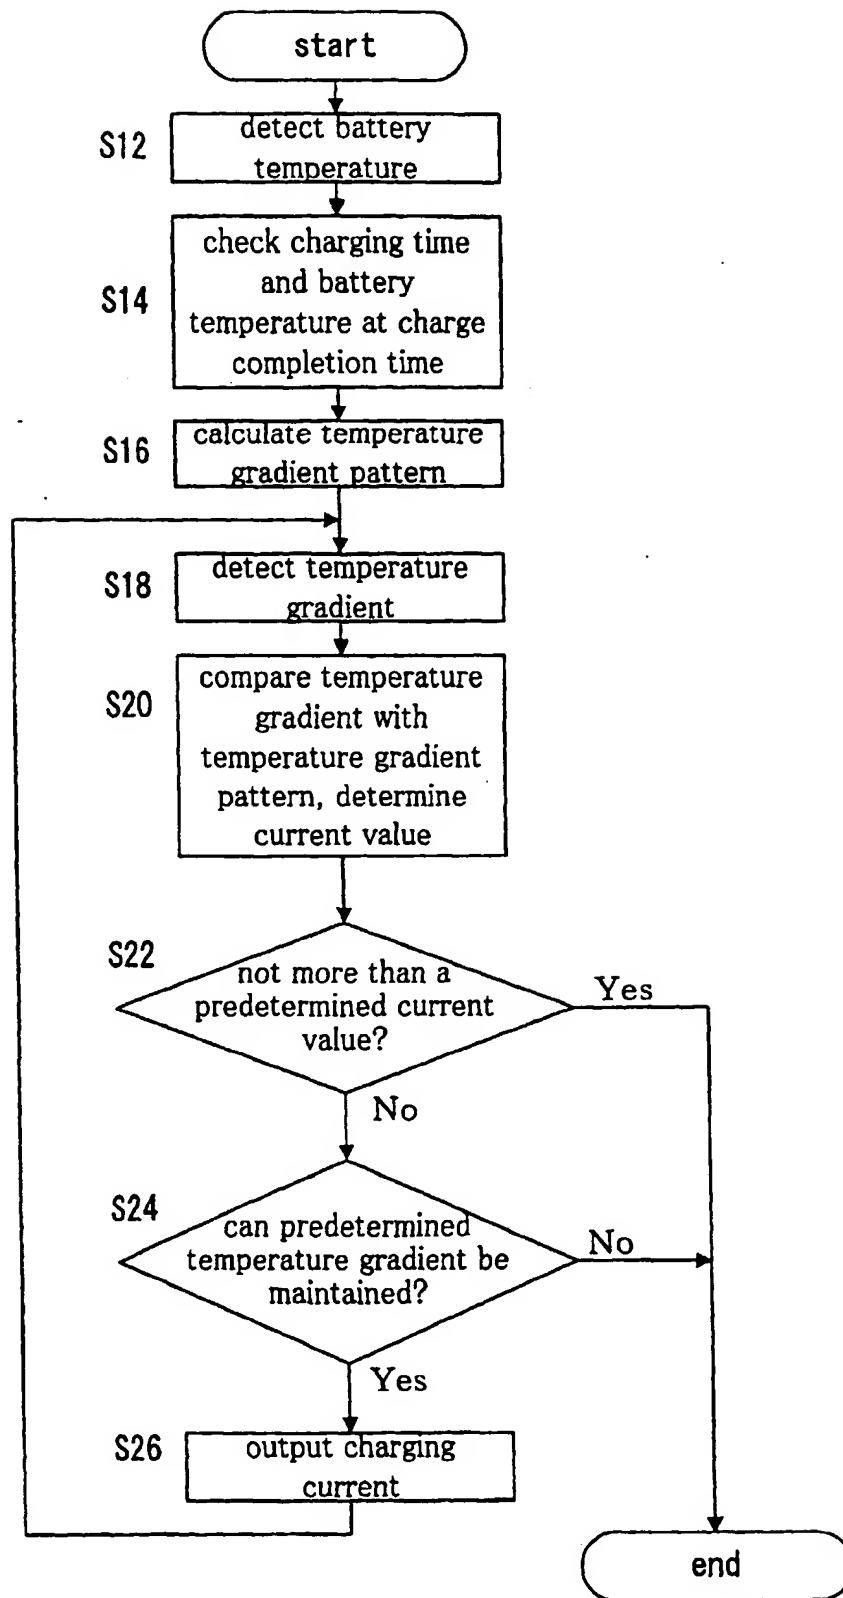 start
S12
detect battery
temperature
S14
check charging time
and battery
temperature at charge
completion time
S16
calculate temperature
gradient pattern
S18
detect temperature
gradient
S20
compare temperature
gradient with
temperature gradient
pattern, determine
current value
S22
not more than a
predetermined current
value?
Yes
No
S24
can predetermined
temperature gradient be
maintained?
No
Yes
S26
output charging
current
end